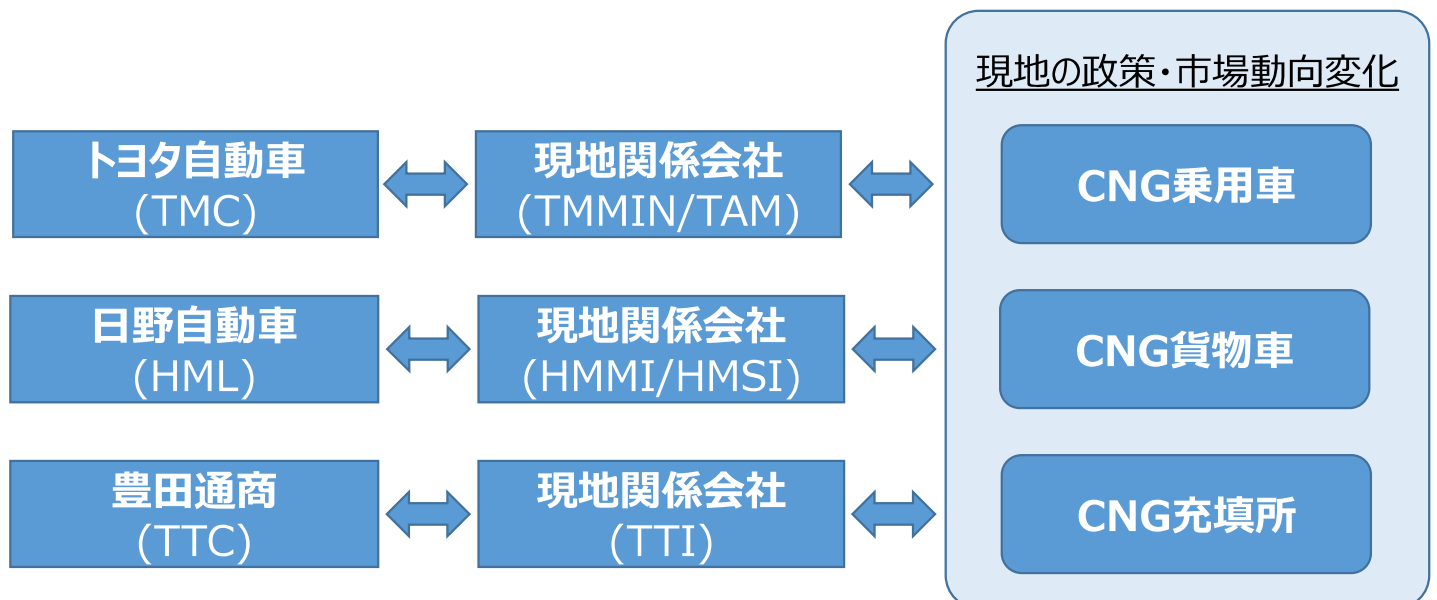 現地の政策・市場動向変化
トヨタ自動車
(TMC)
現地関係会社
(TMMIN/TAM)
CNG乗用車
日野自動車
(HML)
現地関係会社
(HMMI/HMSI)
CNG貨物車
豊田通商
(TTC)
現地関係会社
(TTI)
CNG充填所